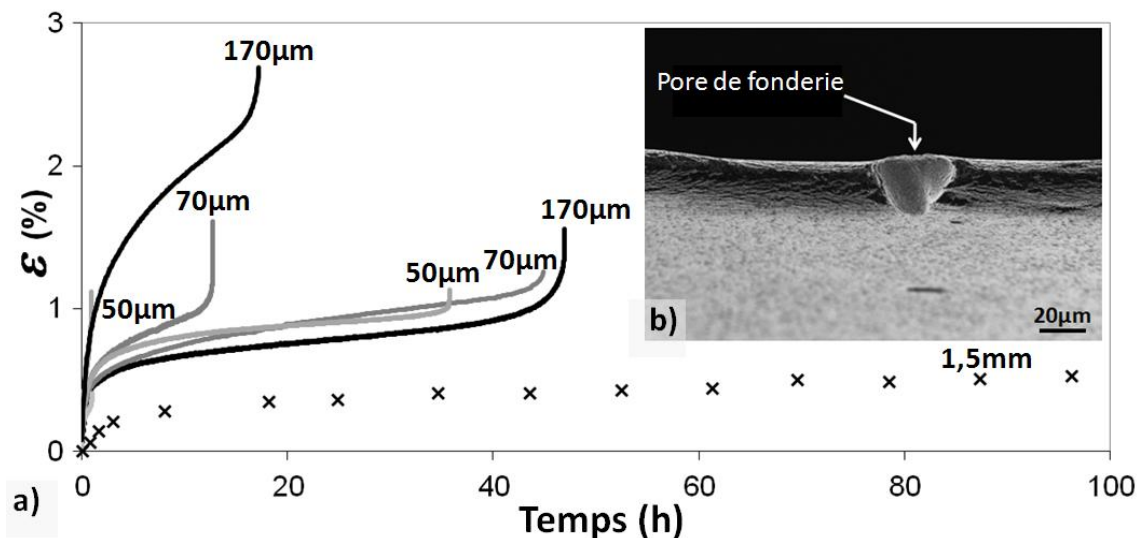 3
2
1
0
ε (%)
170µm
70µm
50µm
50µm
70µm
170µm
1,5mm
0
20
40
60
80
100
Temps (h)
a)
Pore de fonderie
b)
20µm